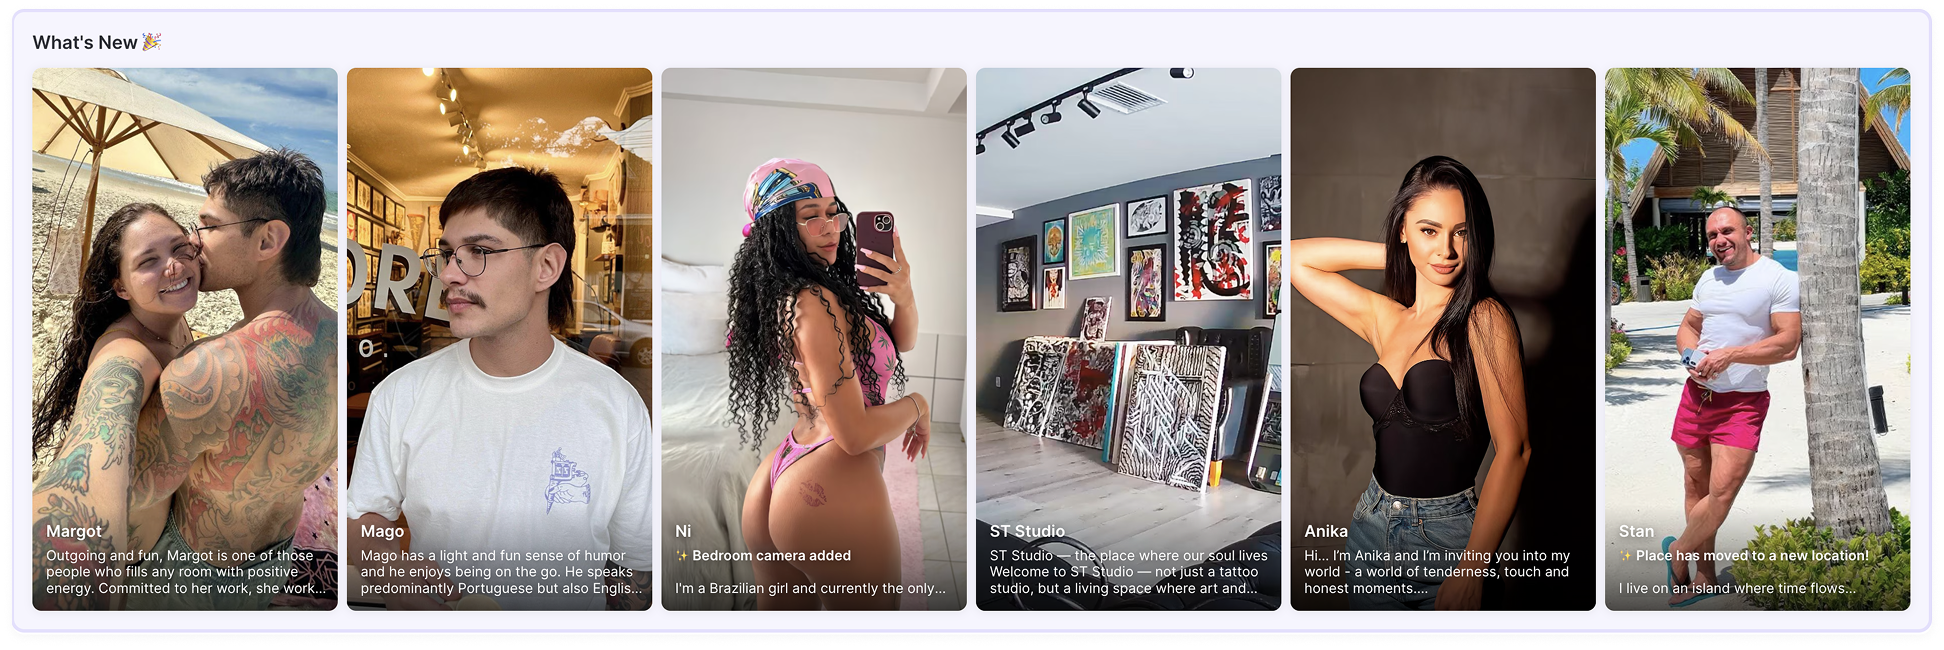 What's New 🎉
ORE
o.
Margot
Outgoing and fun, Margot is one of those
people who fills any room with positive
energy. Committed to her work, she work...
Mago
Mago has a light and fun sense of humor
and he enjoys being on the go. He speaks
predominantly Portuguese but also Englis...
Ni
✨ Bedroom camera added
I'm a Brazilian girl and currently the only...
ST Studio
ST Studio — the place where our soul lives
Welcome to ST Studio — not just a tattoo
studio, but a living space where art and...
Anika
Hi... I'm Anika and I'm inviting you into my
world - a world of tenderness, touch and
honest moments....
Stan
✨ Place has moved to a new location!
I live on an island where time flows...